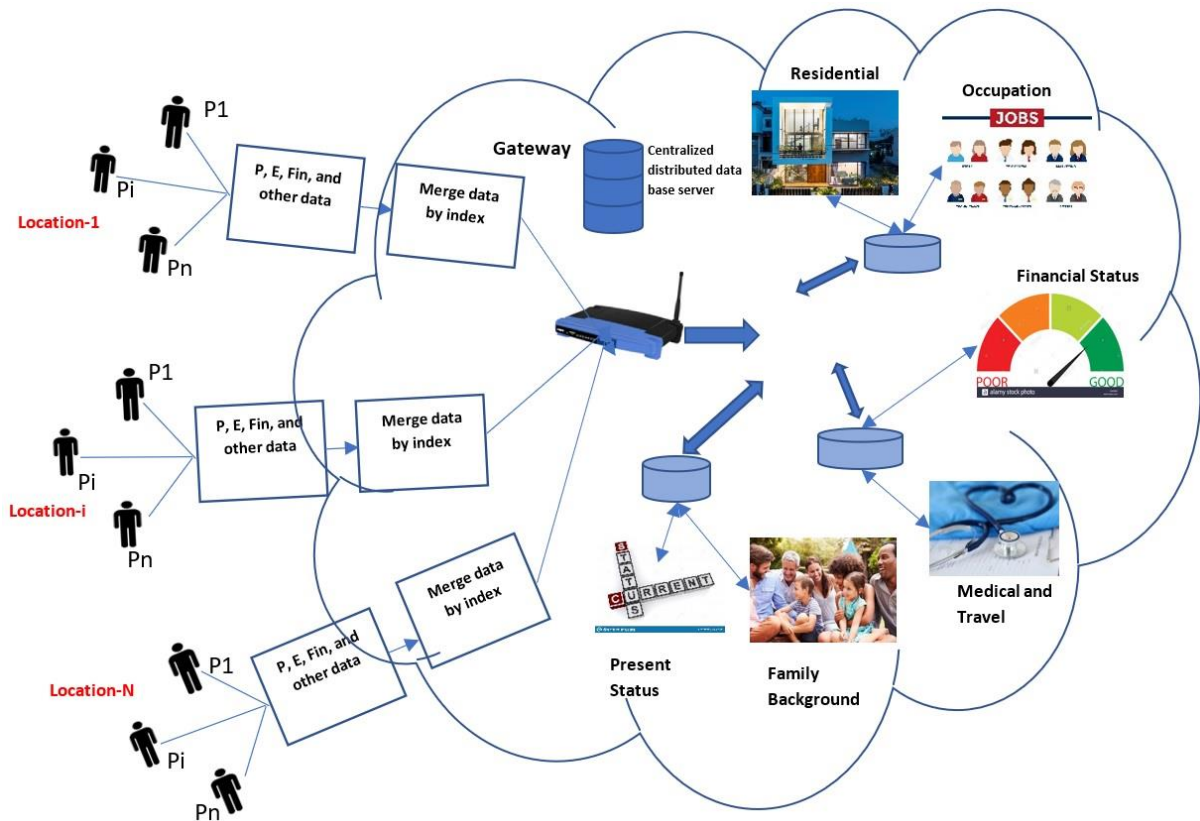 Residential
Occupation
JOBS
Gateway
Centralized
distributed data
base server
P1
Pi
Pn
Location-1
P, E, Fin, and
other data
Merge data
by index
Financial Status
POOR
GOOD
alamy stock photo
P1
Pi
Pn
Location-i
P, E, Fin, and
other data
Merge data
by index
STATUS
CURRENT
Medical and
Travel
P1
Pi
Pn
Location-N
P, E, Fin, and
other data
Merge data
by index
Present
Status
Family
Background